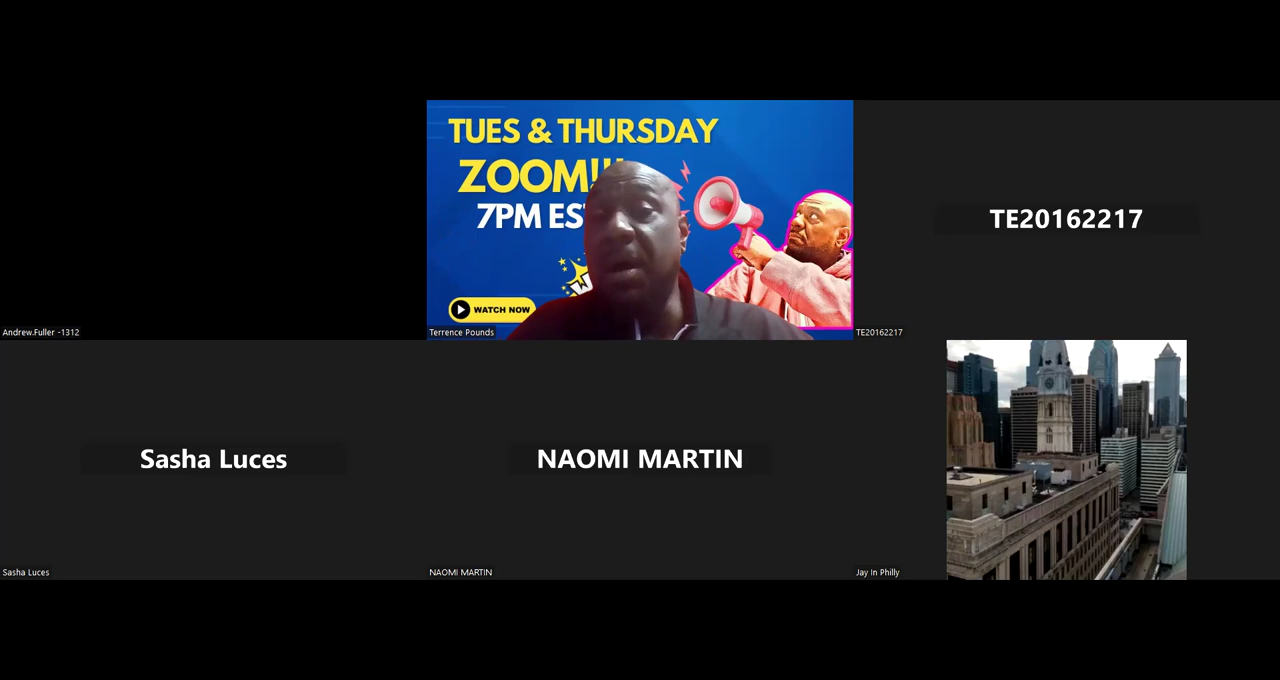 TUES & THURSDAY
ZOOM!!!
7PM EST
WATCH NOW
Andrew.Fuller -1312
Terrence Pounds
TE20162217
TE20162217
Sasha Luces
NAOMI MARTIN
Sasha Luces
NAOMI MARTIN
Jay In Philly